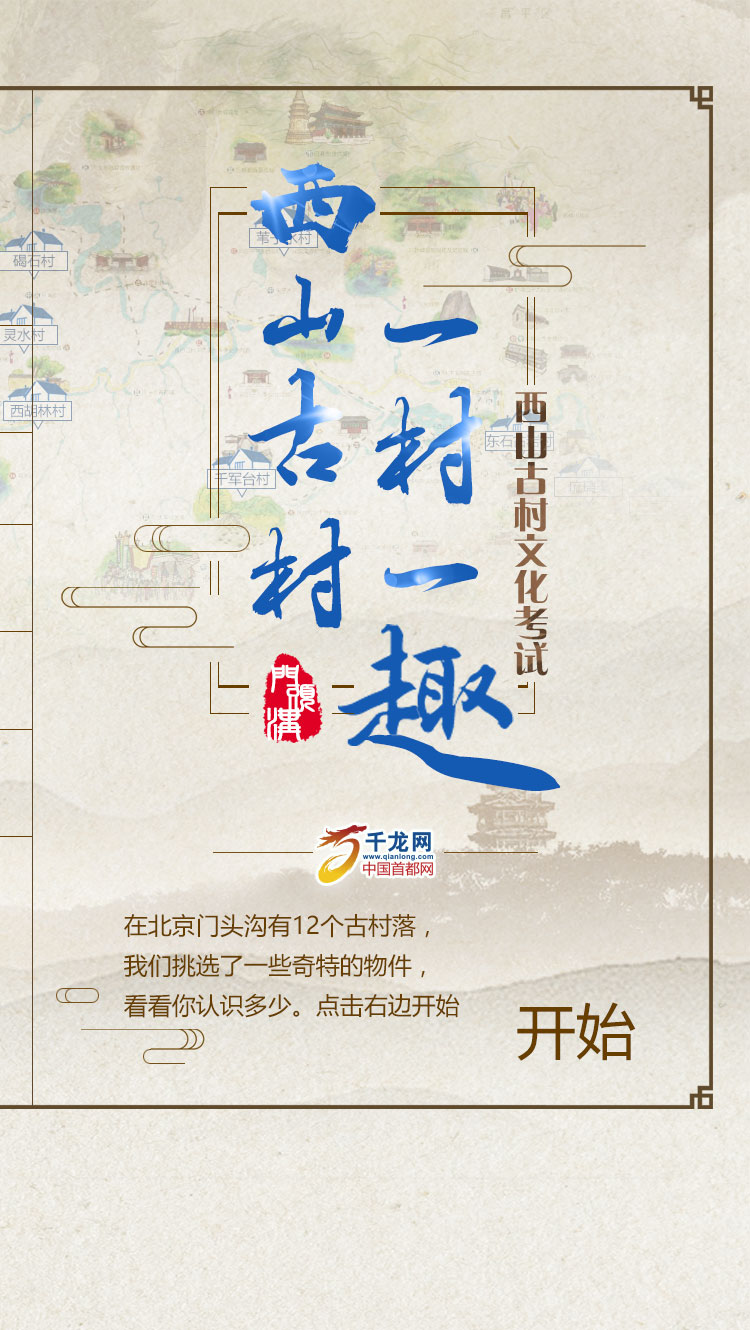 西山古村
一村一趣
西山古村文化考试
門頭溝
碣石村
灵水村
西胡林村
千军台村
千龙网
www.qianlong.com
中国首都网
在北京门头沟有12个古村落，
我们挑选了一些奇特的物件，
看看你认识多少。点击右边开始
开始